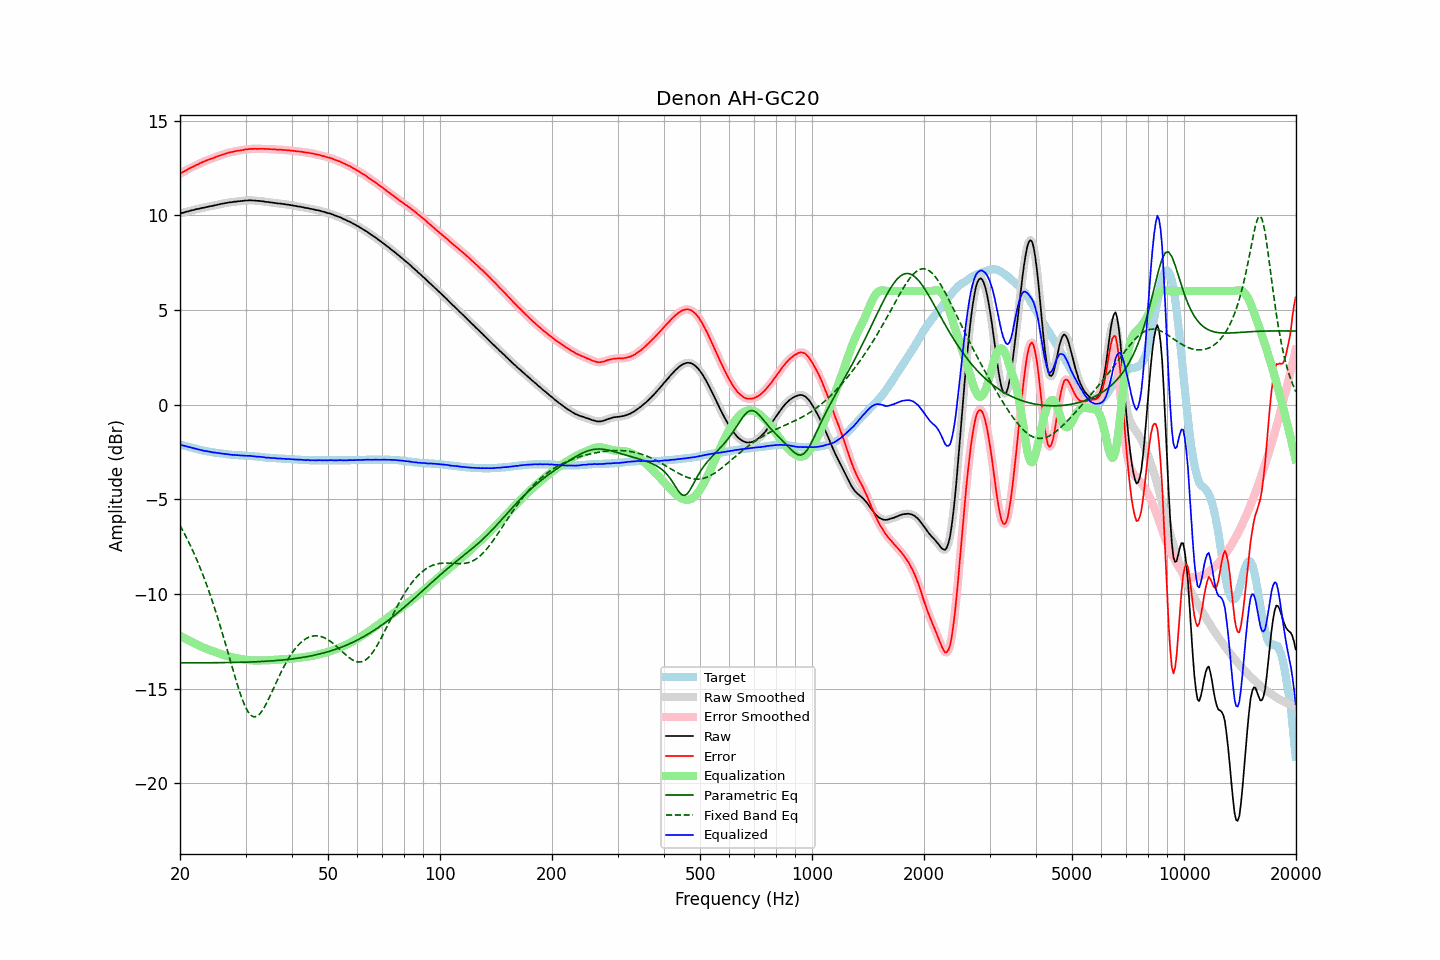 Denon AH-GC20
Amplitude (dBr)
15
10
5
0
−5
−10
−15
−20
Target
Raw Smoothed
Error Smoothed
Raw
Error
Equalization
Parametric Eq
Fixed Band Eq
Equalized
20
50
100
200
500
1000
2000
5000
10000
20000
Frequency (Hz)